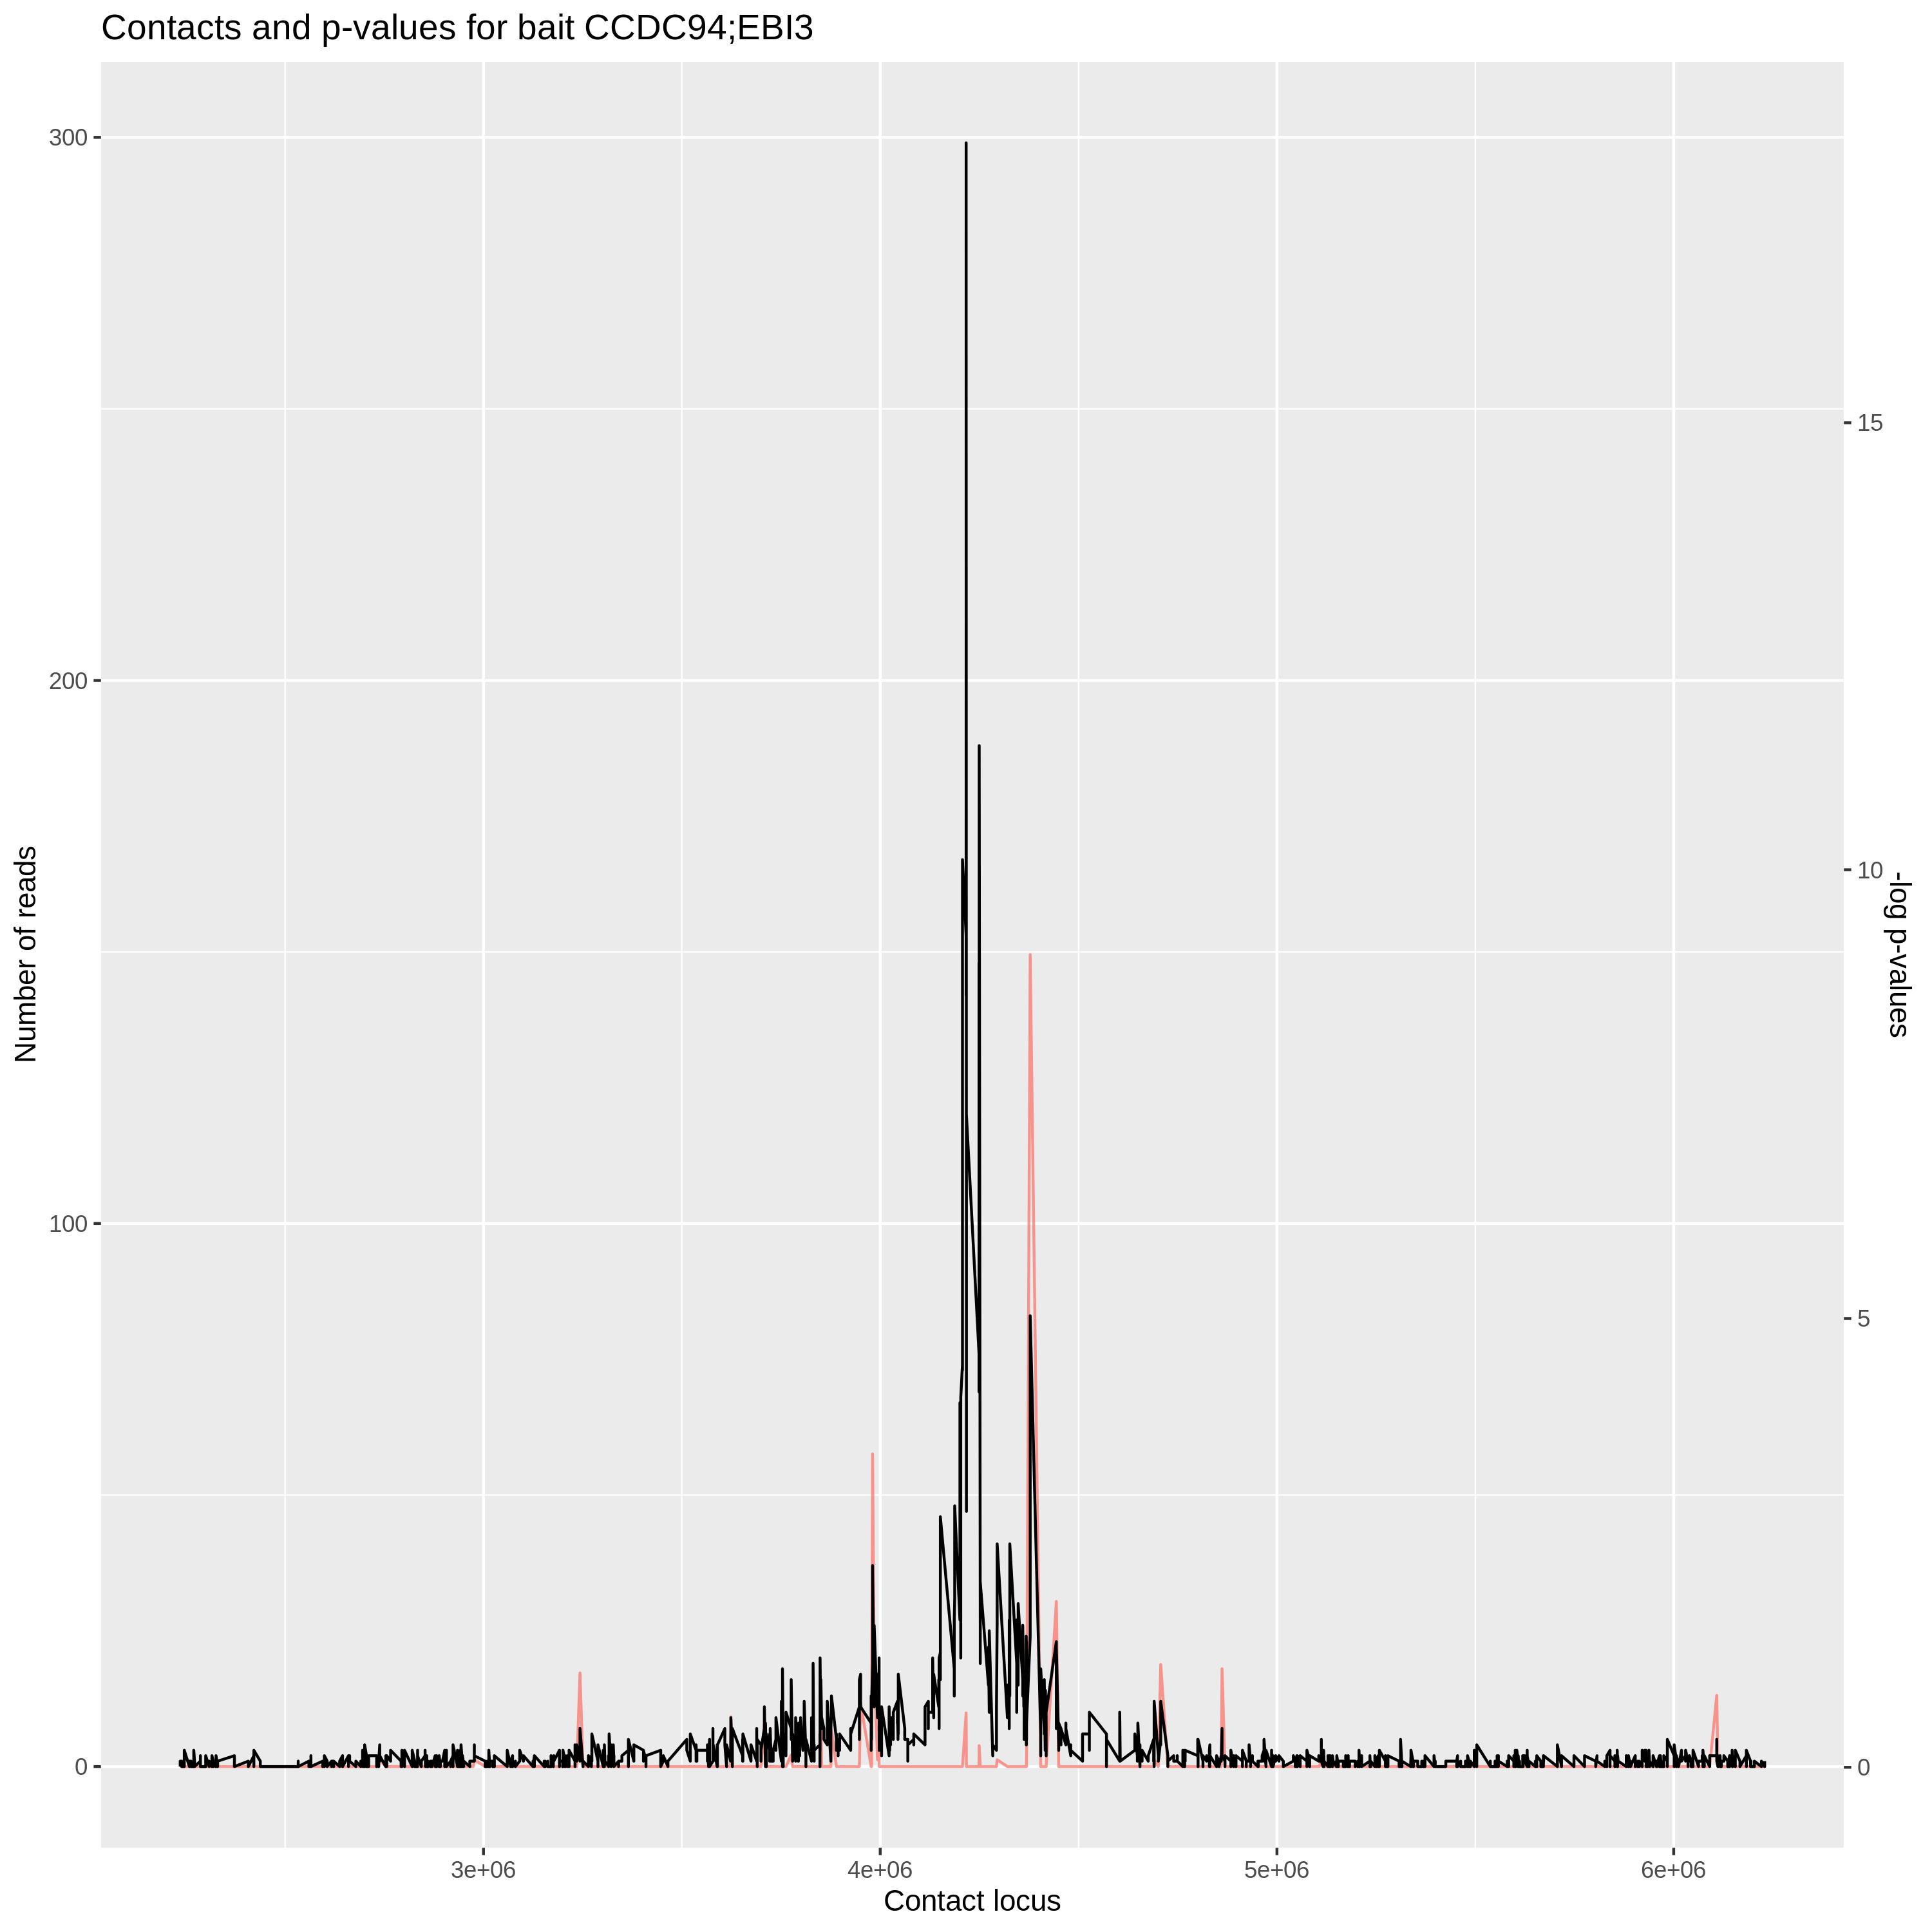 Contacts and p-values for bait CCDC94;EBI3
300
200
100
0
15
10
5
0
Number of reads
-log p-values
3e+06
4e+06
5e+06
6e+06
Contact locus